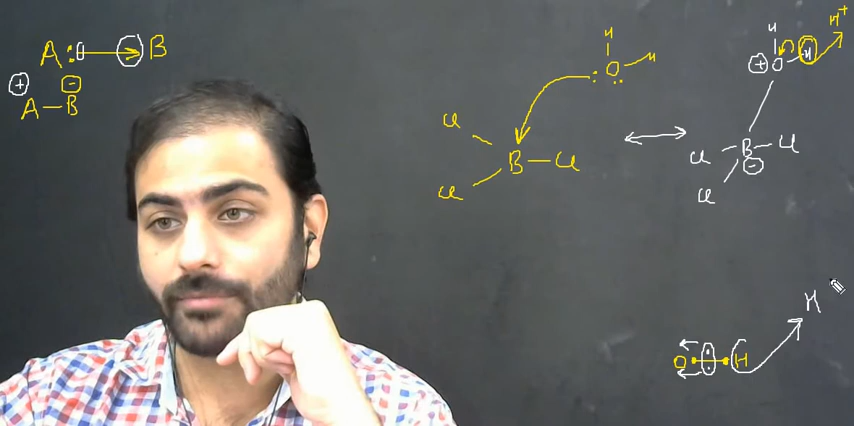 A: → B
⊕ ⊖
A—B
H
:O—H
Cl
B—Cl
Cl
H⁺
H
⊕ O—H
Cl B—Cl
⊖
Cl
H
O : H